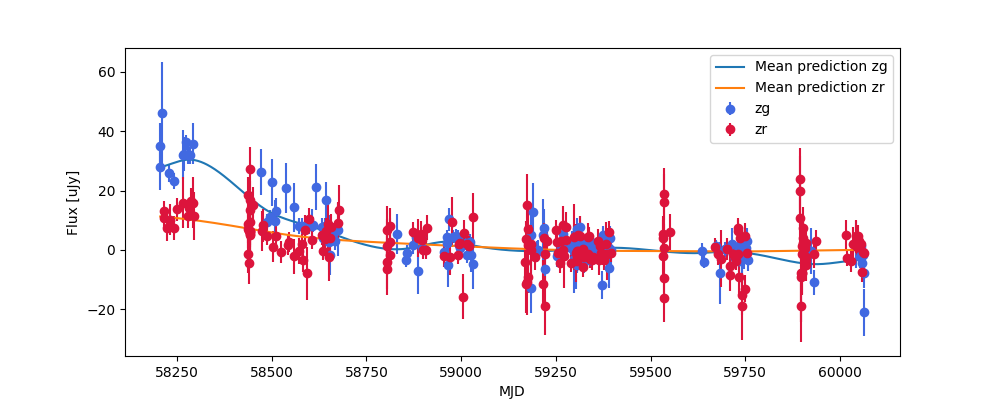 60
40
20
0
−20
Flux [uJy]
58250 58500 58750 59000 59250 59500 59750 60000
MJD
Mean prediction zg
Mean prediction zr
zg
zr